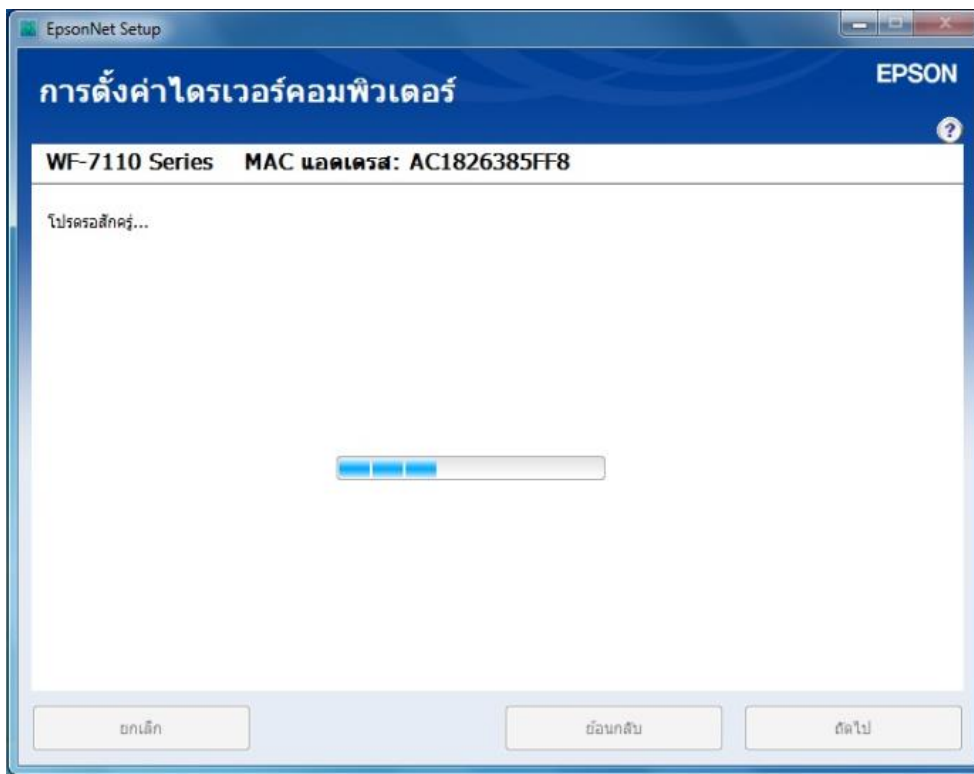 EpsonNet Setup
EPSON
การตั้งค่าไดรเวอร์คอมพิวเตอร์
?
WF-7110 Series MAC แอดเดรส: AC1826385FF8
โปรดรอสักครู่...
ยกเลิก ย้อนกลับ ถัดไป